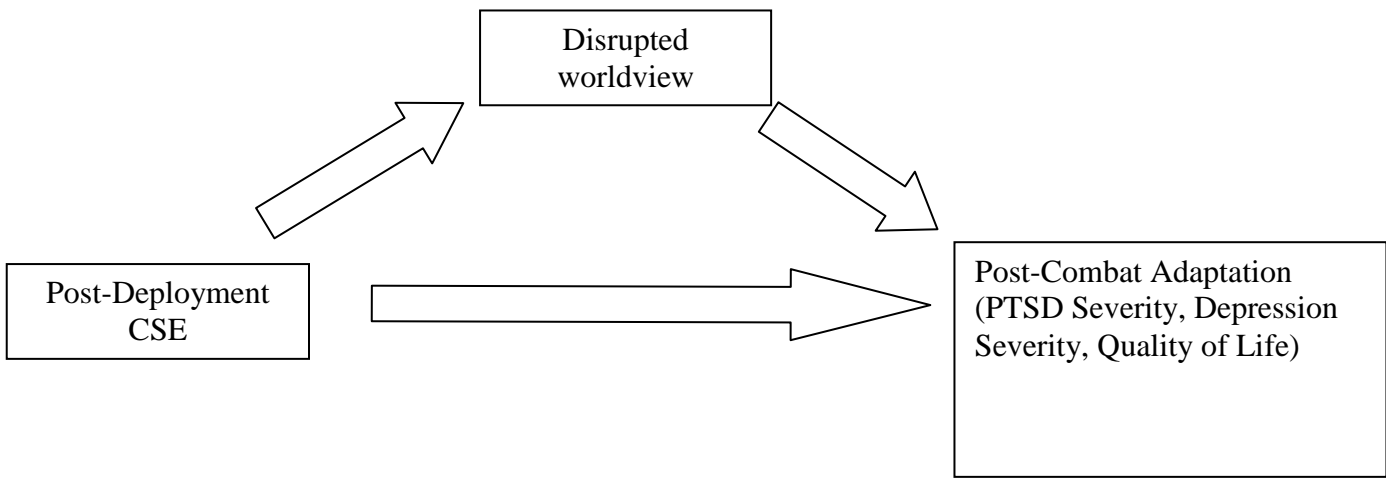 Disrupted
worldview
Post-Deployment
CSE
Post-Combat Adaptation
(PTSD Severity, Depression
Severity, Quality of Life)